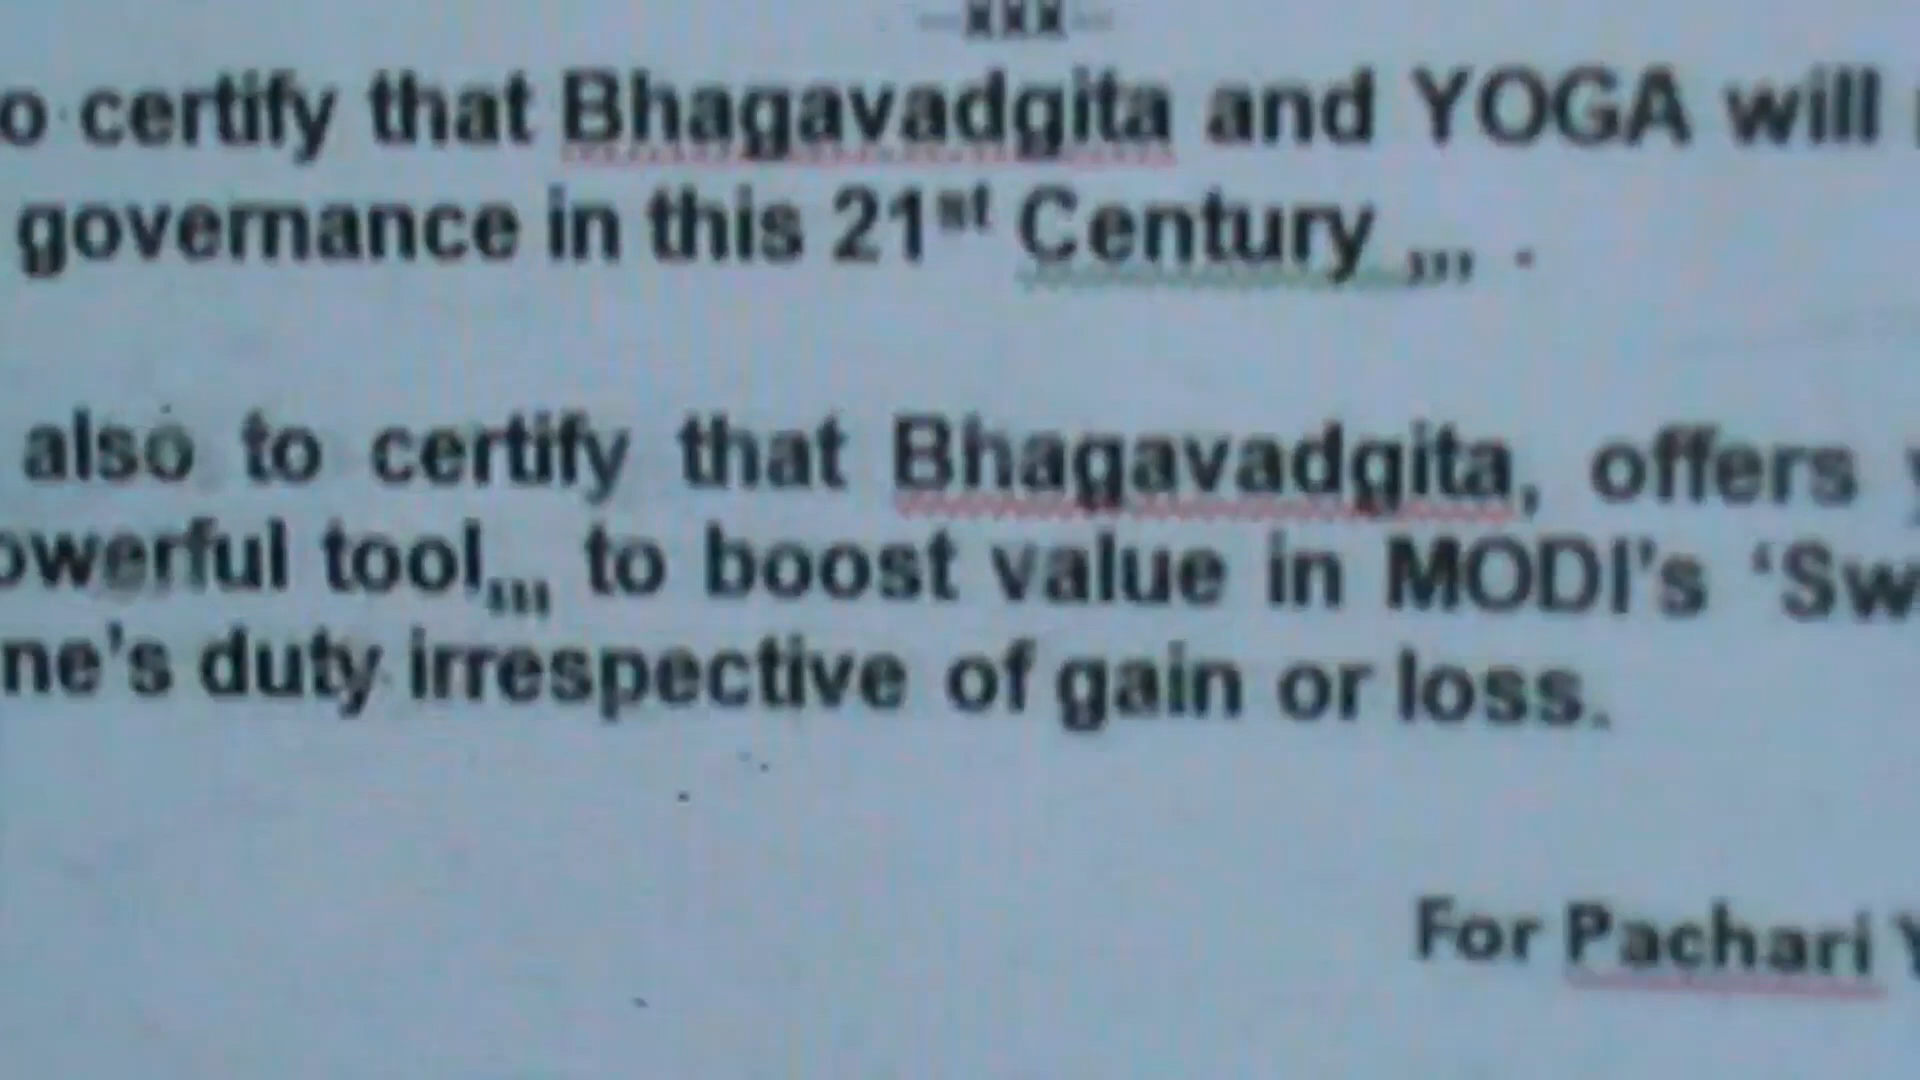 xxx
o certify that Bhagavadgita and YOGA will
governance in this 21st Century ,,, .
also to certify that Bhagavadgita, offers
owerful tool,,,, to boost value in MODI's ‘Sw
ne's duty irrespective of gain or loss.
For Pachari Y